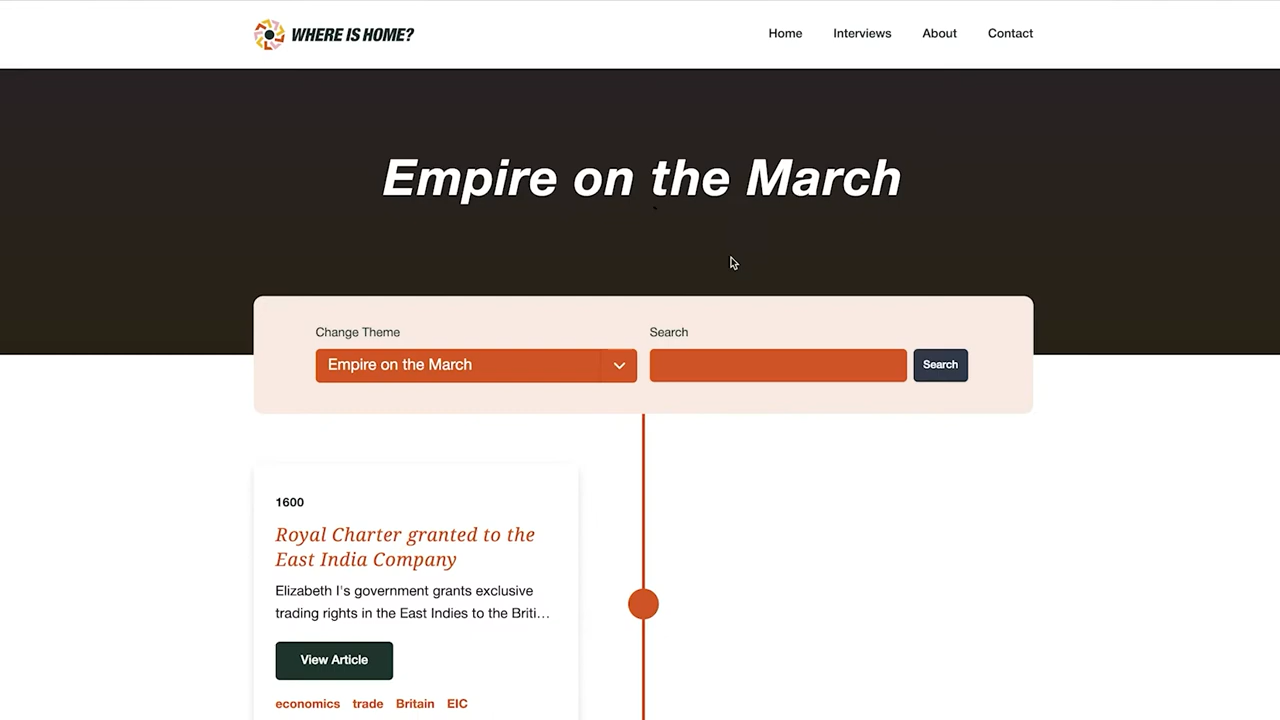 WHERE IS HOME?
Home
Interviews
About
Contact
Empire on the March
Change Theme
Search
Empire on the March
Search
1600
Royal Charter granted to the
East India Company
Elizabeth I's government grants exclusive
trading rights in the East Indies to the Briti...
View Article
economics trade Britain EIC